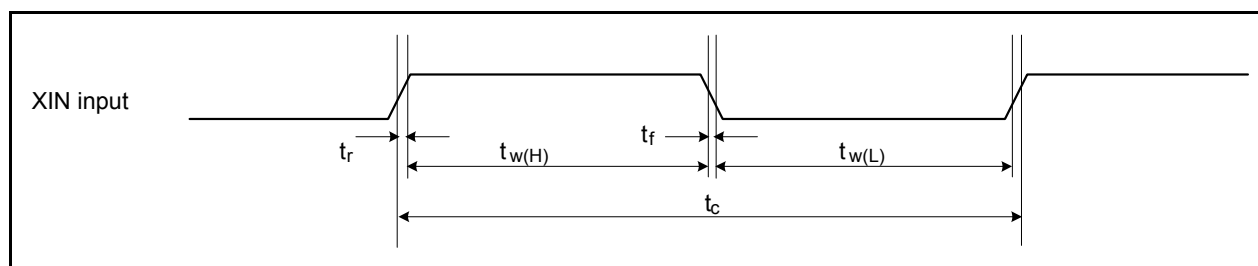 XIN input
tr
tw(H)
tf
tw(L)
tc